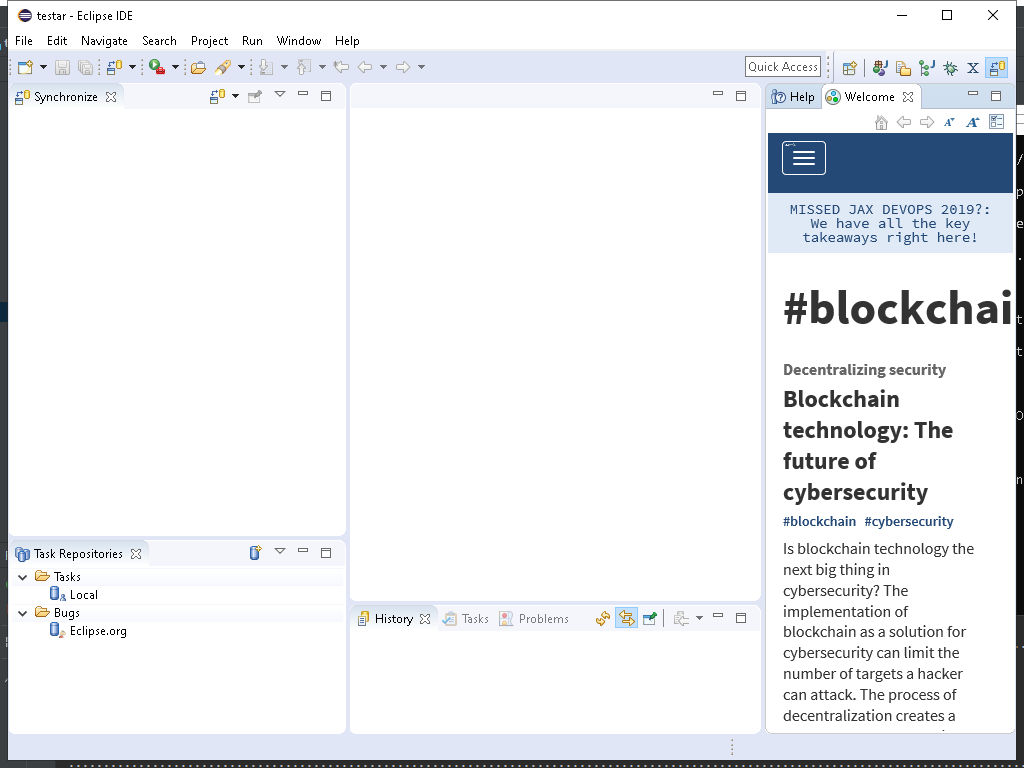 testar - Eclipse IDE
File Edit Navigate Search Project Run Window Help
Quick Access
Synchronize
Help Welcome
MISSED JAX DEVOPS 2019?:
We have all the key
takeaways right here!
#blockchai
Decentralizing security
Blockchain
technology: The
future of
cybersecurity
#blockchain #cybersecurity
Is blockchain technology the
next big thing in
cybersecurity? The
implementation of
blockchain as a solution for
cybersecurity can limit the
number of targets a hacker
can attack. The process of
decentralization creates a
Task Repositories
Tasks
Local
Bugs
Eclipse.org
History Tasks Problems